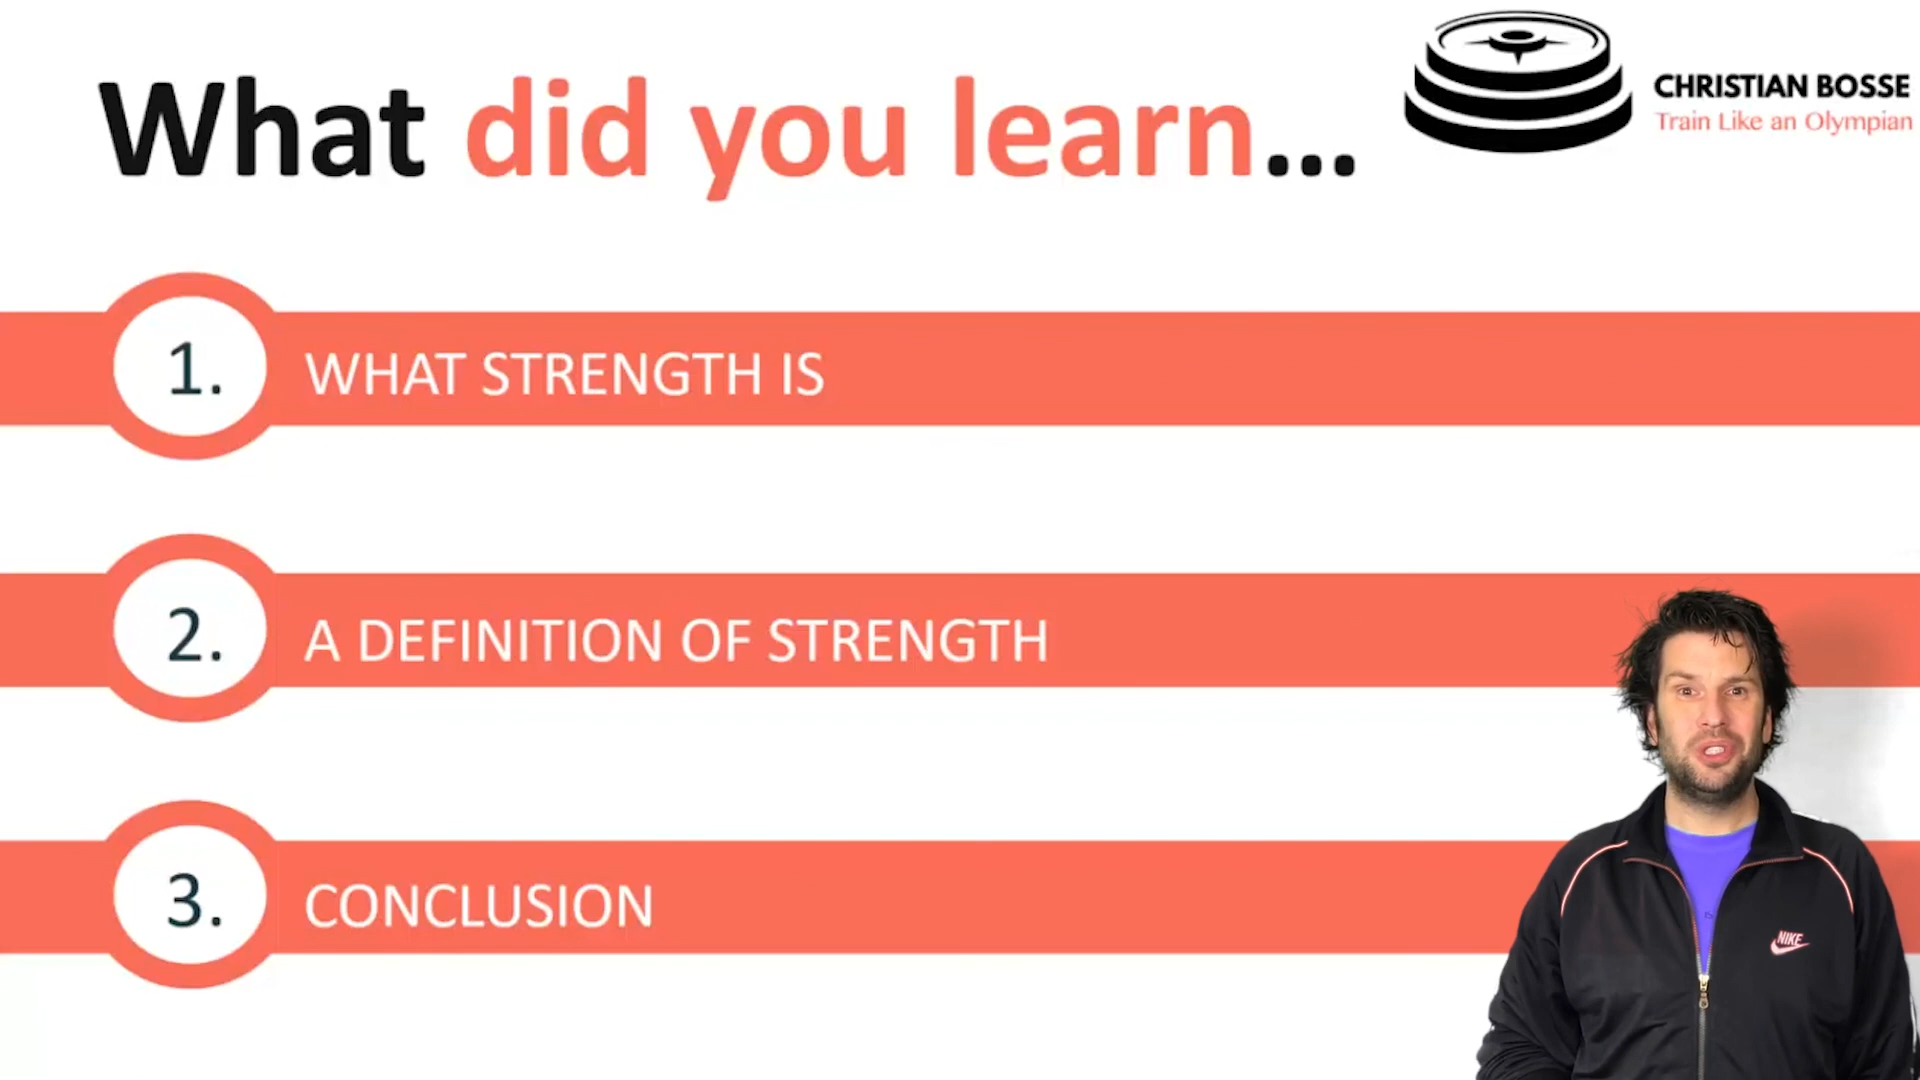 What did you learn...
CHRISTIAN BOSSE
Train Like an Olympian
1. WHAT STRENGTH IS
2. A DEFINITION OF STRENGTH
3. CONCLUSION
NIKE